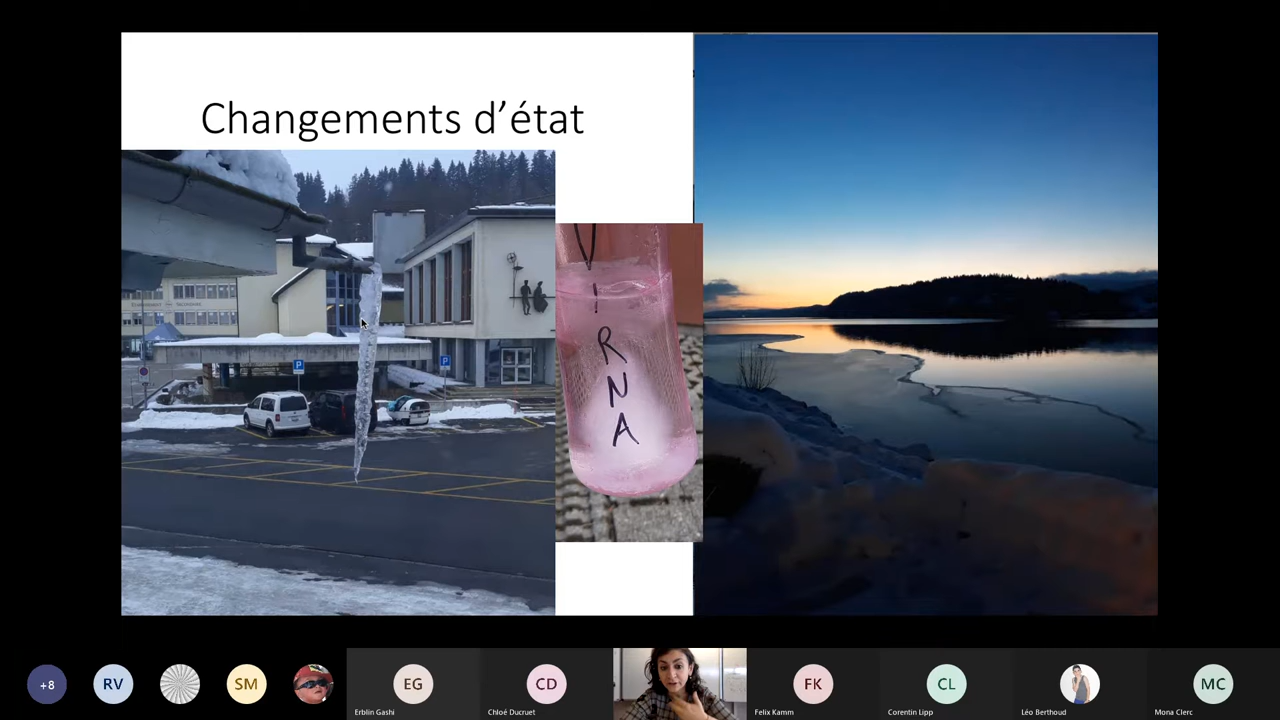 Changements d'état
P
P
!
R
N
A
+8
RV
SM
EG
CD
FK
CL
MC
Erblin Gashi
Chloé Ducruet
Felix Kamm
Corentin Lipp
Léo Berthoud
Mona Clerc